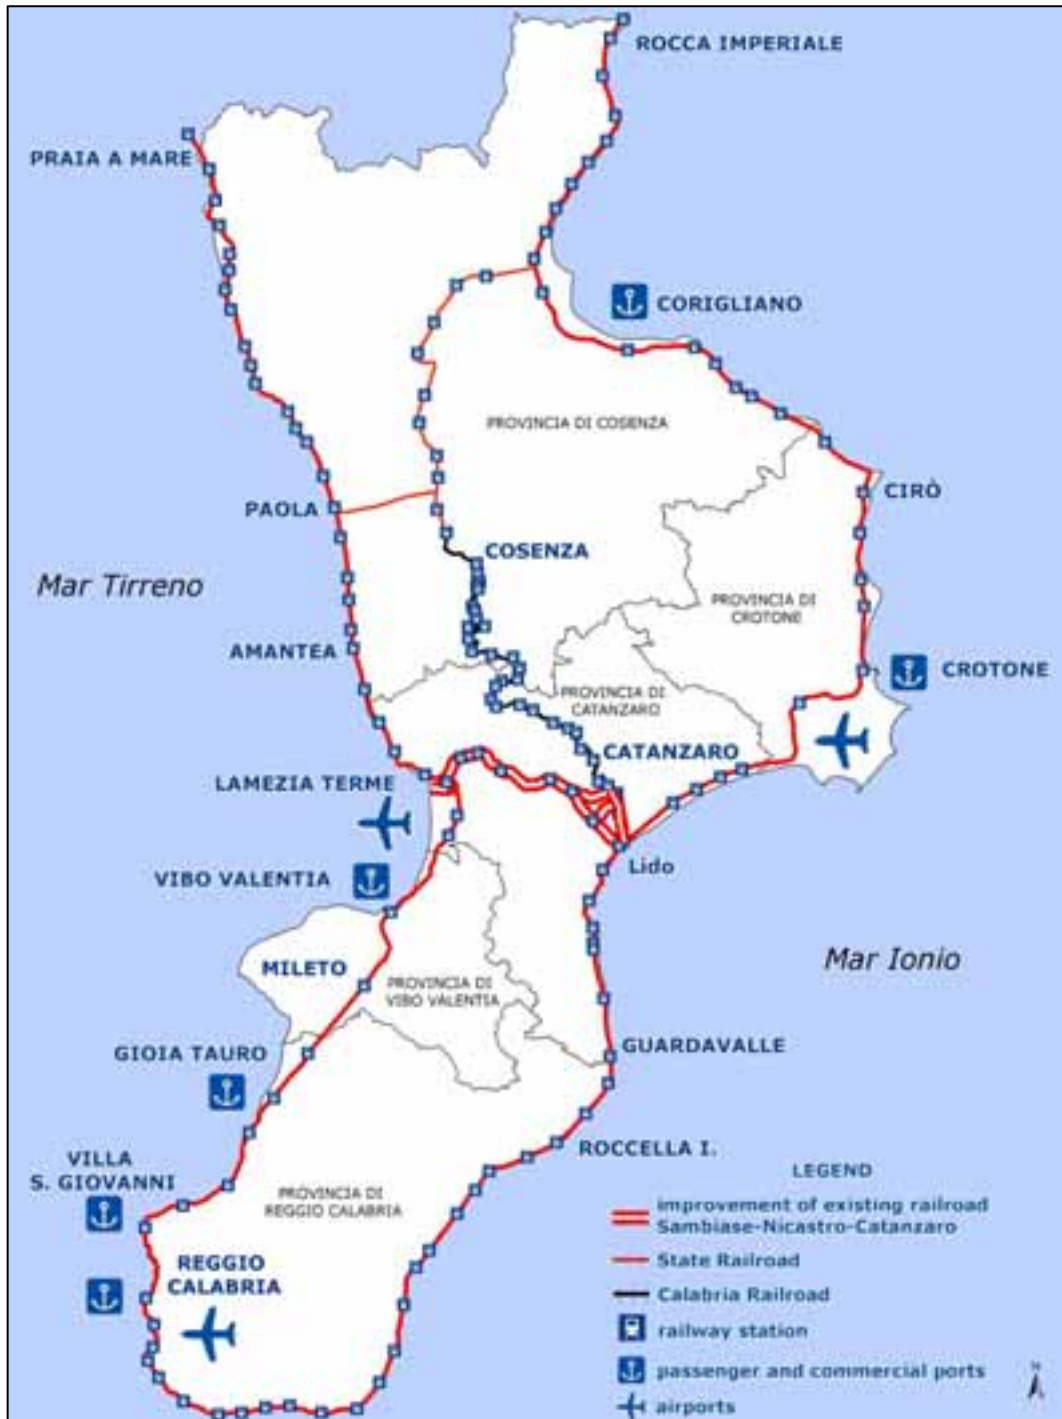 ROCCA IMPERIALE
PRAIA A MARE
CORIGLIANO
PROVINCIA DI COSENZA
CIRÒ
PAOLA
COSENZA
Mar Tirreno
PROVINCIA DI
CROTONE
AMANTEA
CROTONE
PROVINCIA DI
CATANZARO
CATANZARO
LAMEZIA TERME
Lido
VIBO VALENTIA
Mar Ionio
MILETO
PROVINCIA DI
VIBO VALENTIA
GUARDAVALLE
GIOIA TAURO
ROCCELLA I.
VILLA
S. GIOVANNI
PROVINCIA DI
REGGIO CALABRIA
REGGIO
CALABRIA
LEGEND
improvement of existing railroad
Sambiase-Nicastro-Catanzaro
State Railroad
Calabria Railroad
railway station
passenger and commercial ports
airports
N